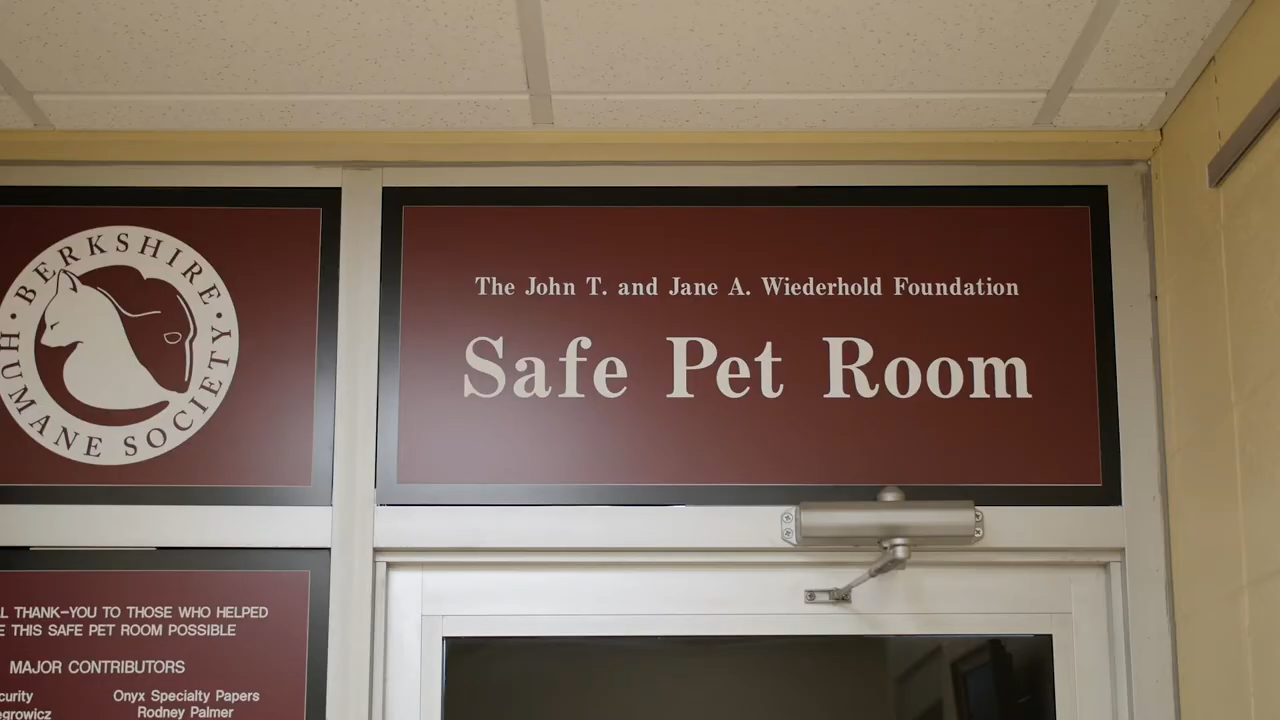 BERKSHIRE
HUMANE SOCIETY
The John T. and Jane A. Wiederhold Foundation
Safe Pet Room
THANK-YOU TO THOSE WHO HELPED
THIS SAFE PET ROOM POSSIBLE
MAJOR CONTRIBUTORS
Onyx Specialty Papers
Rodney Palmer